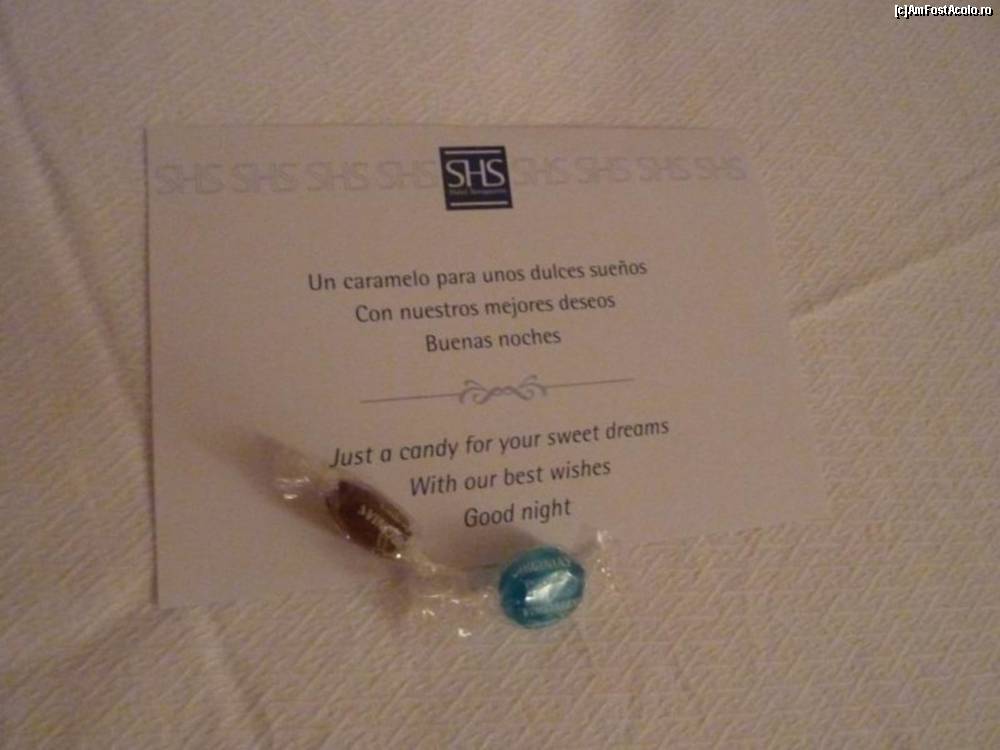 [c]AmFostAcolo.ro
SHS SHS SHS SHS SHS SHS SHS SHS SHS
Un caramelo para unos dulces sueños
Con nuestros mejores deseos
Buenas noches
Just a candy for your sweet dreams
With our best wishes
Good night